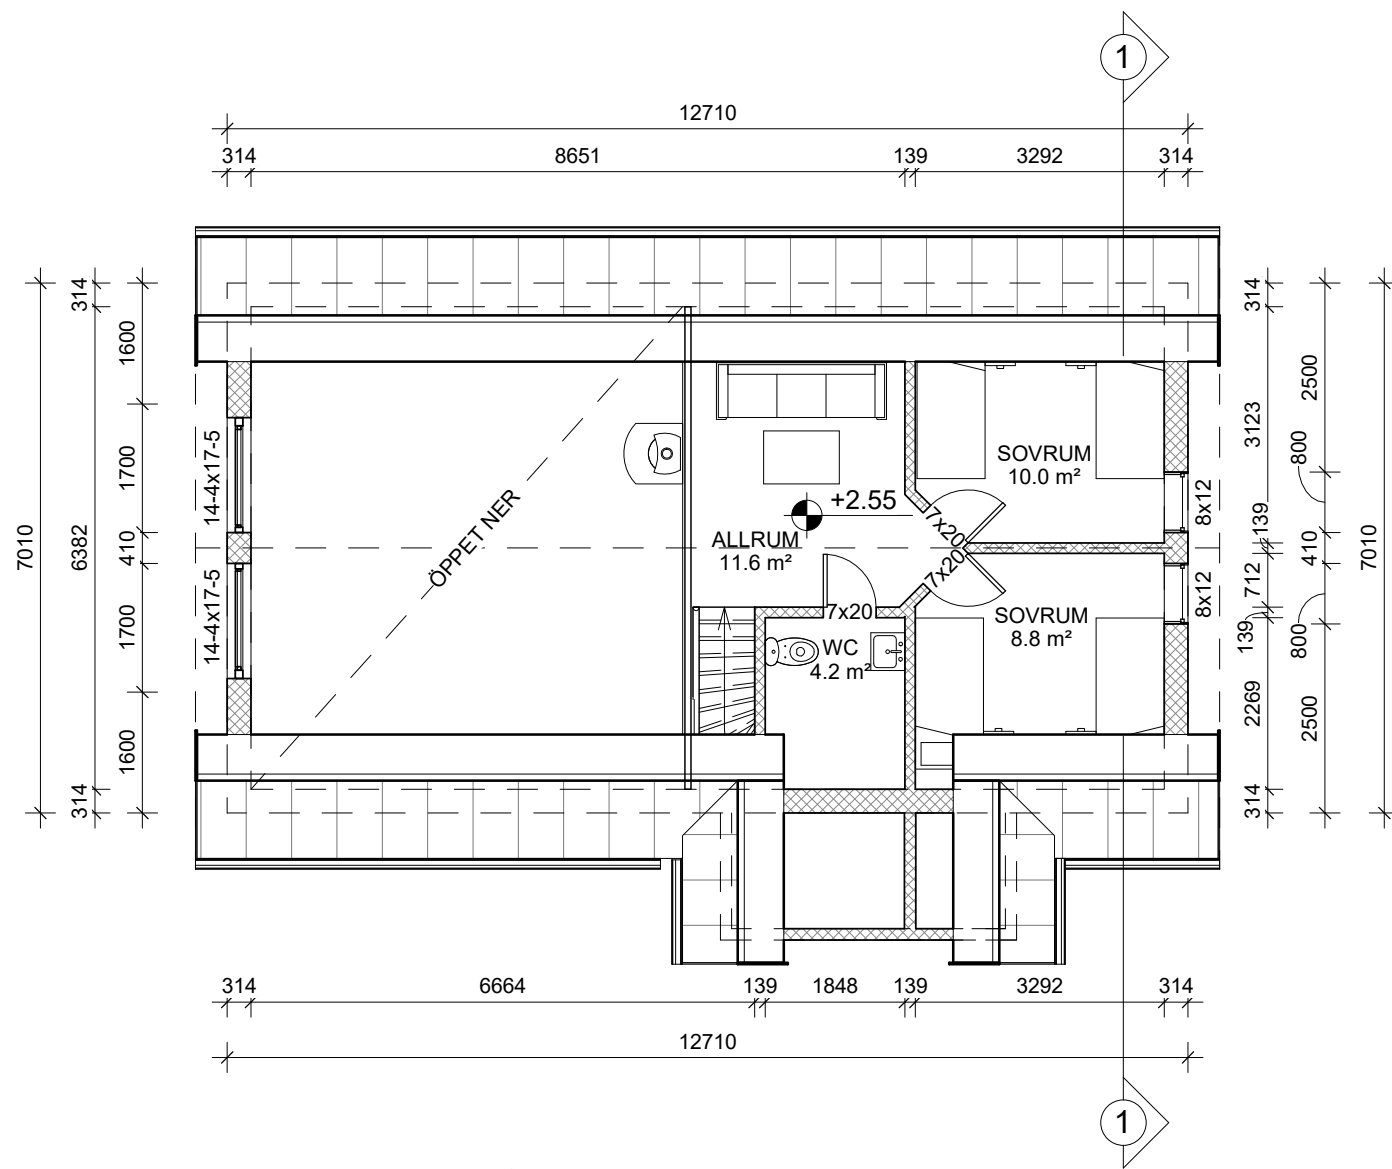 1
12710
314
8651
139
3292
314
314
1600
1700
410
1700
1600
314
6382
7010
14-4x17-5
14-4x17-5
ÖPPET NER
+2.55
ALLRUM
11.6 m²
SOVRUM
10.0 m²
7x20
7x20
7x20
SOVRUM
8.8 m²
WC
4.2 m²
8x12
8x12
314
3123
139
712
139
2269
314
2500
800
410
800
2500
7010
314
6664
139
1848
139
3292
314
12710
1